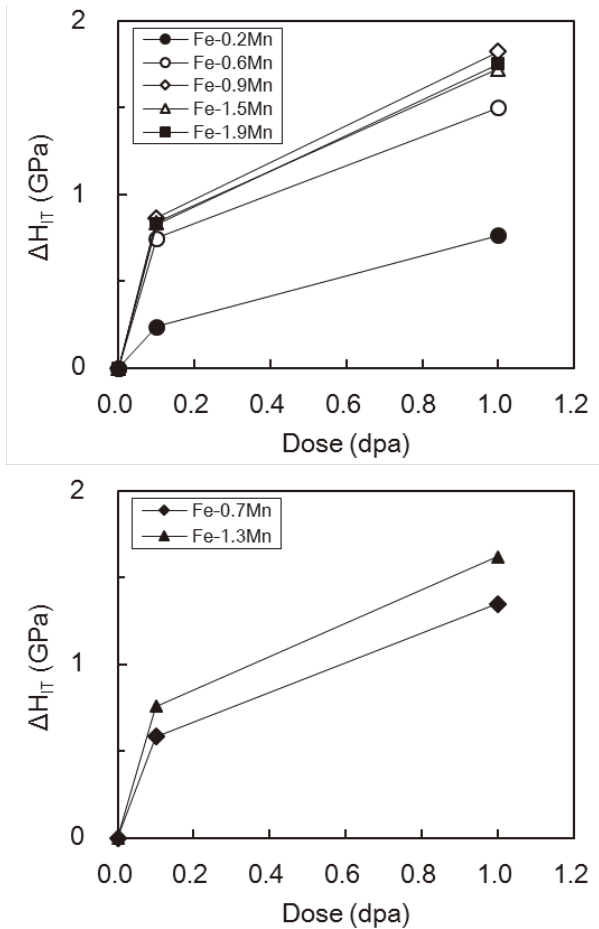 2
Fe-0.2Mn
Fe-0.6Mn
Fe-0.9Mn
Fe-1.5Mn
Fe-1.9Mn
1
ΔH_IT (GPa)
0
0.0 0.2 0.4 0.6 0.8 1.0 1.2
Dose (dpa)
2
Fe-0.7Mn
Fe-1.3Mn
1
ΔH_IT (GPa)
0
0.0 0.2 0.4 0.6 0.8 1.0 1.2
Dose (dpa)